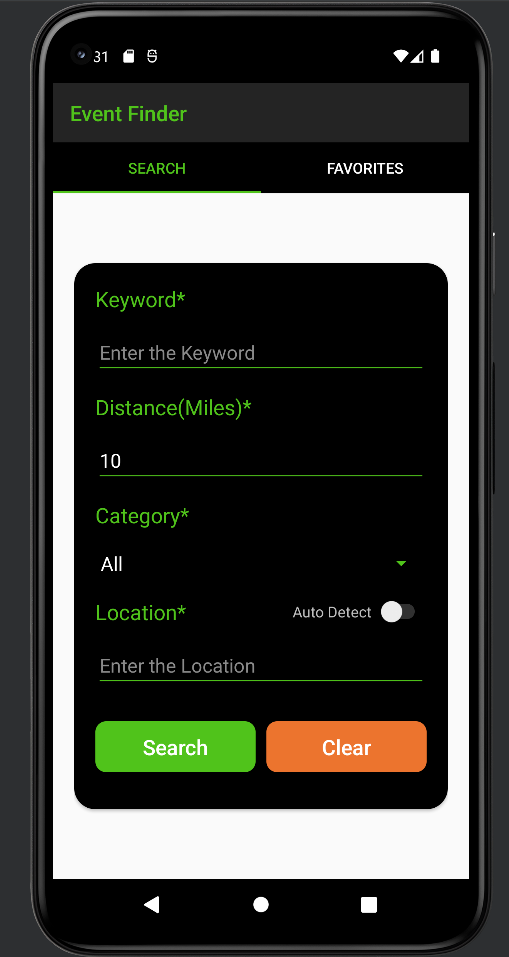 31
Event Finder
SEARCH FAVORITES
Keyword*
Enter the Keyword
Distance(Miles)*
10
Category*
All
Location* Auto Detect
Enter the Location
Search Clear